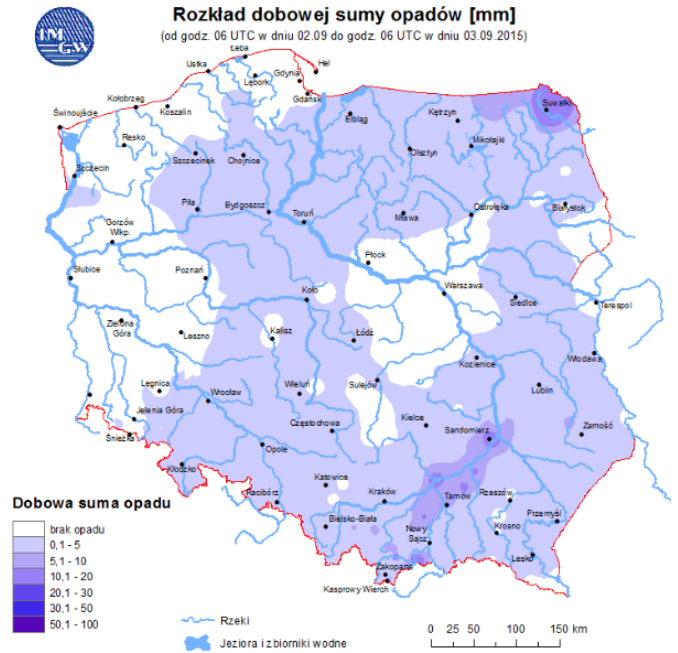 Rozkład dobowej sumy opadów [mm]
(od godz. 06 UTC w dniu 02.09 do godz. 06 UTC w dniu 03.09.2015)
IM
GW
Łeba
Ustka
Hel
Gdynia
Lębork
Gdańsk
Kołobrzeg
Koszalin
Świnoujście
Elbląg
Kętrzyn
Suwałki
Resko
Szczecinek
Chojnice
Olsztyn
Mikołajki
Szczecin
Piła
Bydgoszcz
Toruń
Mława
Ostrołęka
Białystok
Gorzów
Wlkp.
Płock
Słubice
Poznań
Koło
Warszawa
Siedlce
Terespol
Zielona
Góra
Leszno
Kalisz
Łódź
Kozienice
Włodawa
Legnica
Wrocław
Wieluń
Sulejów
Lublin
Jelenia Góra
Śnieżka
Częstochowa
Kielce
Sandomierz
Zamość
Kłodzko
Opole
Racibórz
Katowice
Kraków
Tarnów
Rzeszów
Przemyśl
Bielsko-Biała
Nowy
Sącz
Krosno
Lesko
Zakopane
Kasprowy Wierch
Dobowa suma opadu
brak opadu
0,1 - 5
5,1 - 10
10,1 - 20
20,1 - 30
30,1 - 50
50,1 - 100
Rzeki
Jeziora i zbiorniki wodne
0 25 50 100 150 km